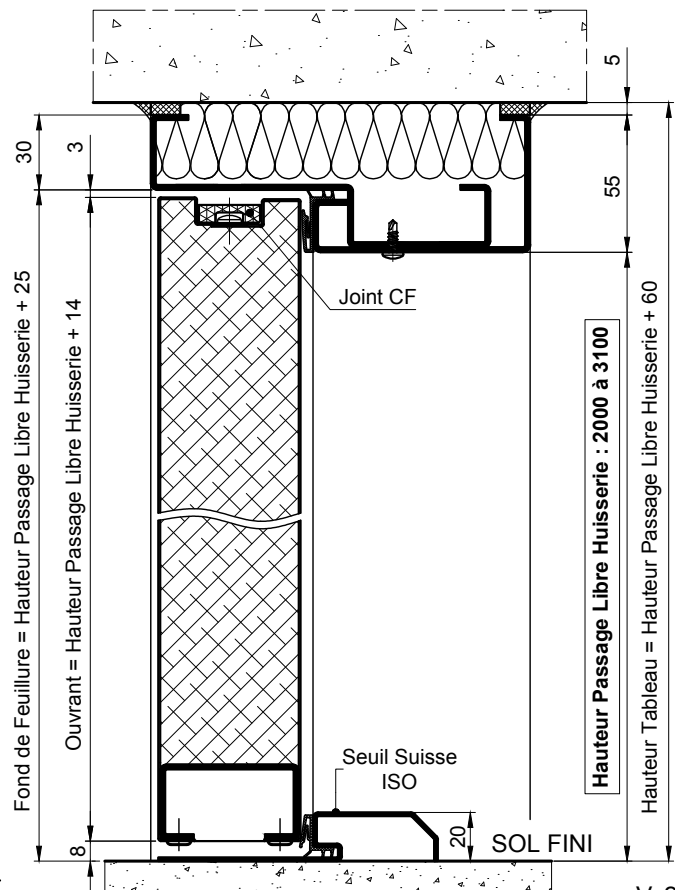 5
30
3
55
Joint CF
Fond de Feuillure = Hauteur Passage Libre Huisserie + 25
Ouvrant = Hauteur Passage Libre Huisserie + 14
Hauteur Passage Libre Huisserie : 2000 à 3100
Hauteur Tableau = Hauteur Passage Libre Huisserie + 60
Seuil Suisse
ISO
8
20
SOL FINI